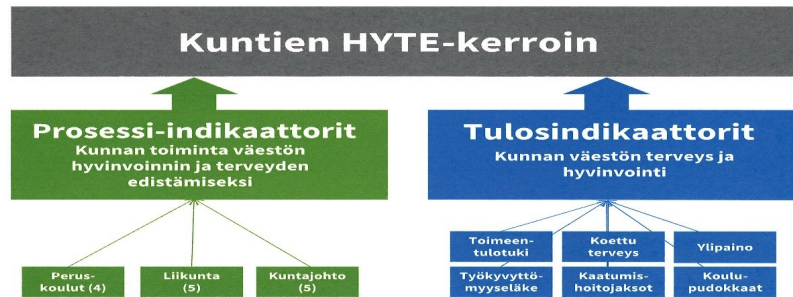 Kuntien HYTE-kerroin
Prosessi-indikaattorit
Kunnan toiminta väestön
hyvinvoinnin ja terveyden
edistämiseksi
Tulosindikaattorit
Kunnan väestön terveys ja
hyvinvointi
Perus-
koulut (4)
Liikunta
(5)
Kuntajohto
(5)
Toimeen-
tulotuki
Koettu
terveys
Ylipaino
Työkyvyttö-
myyseläke
Kaatumis-
hoitojaksot
Koulu-
pudokkaat